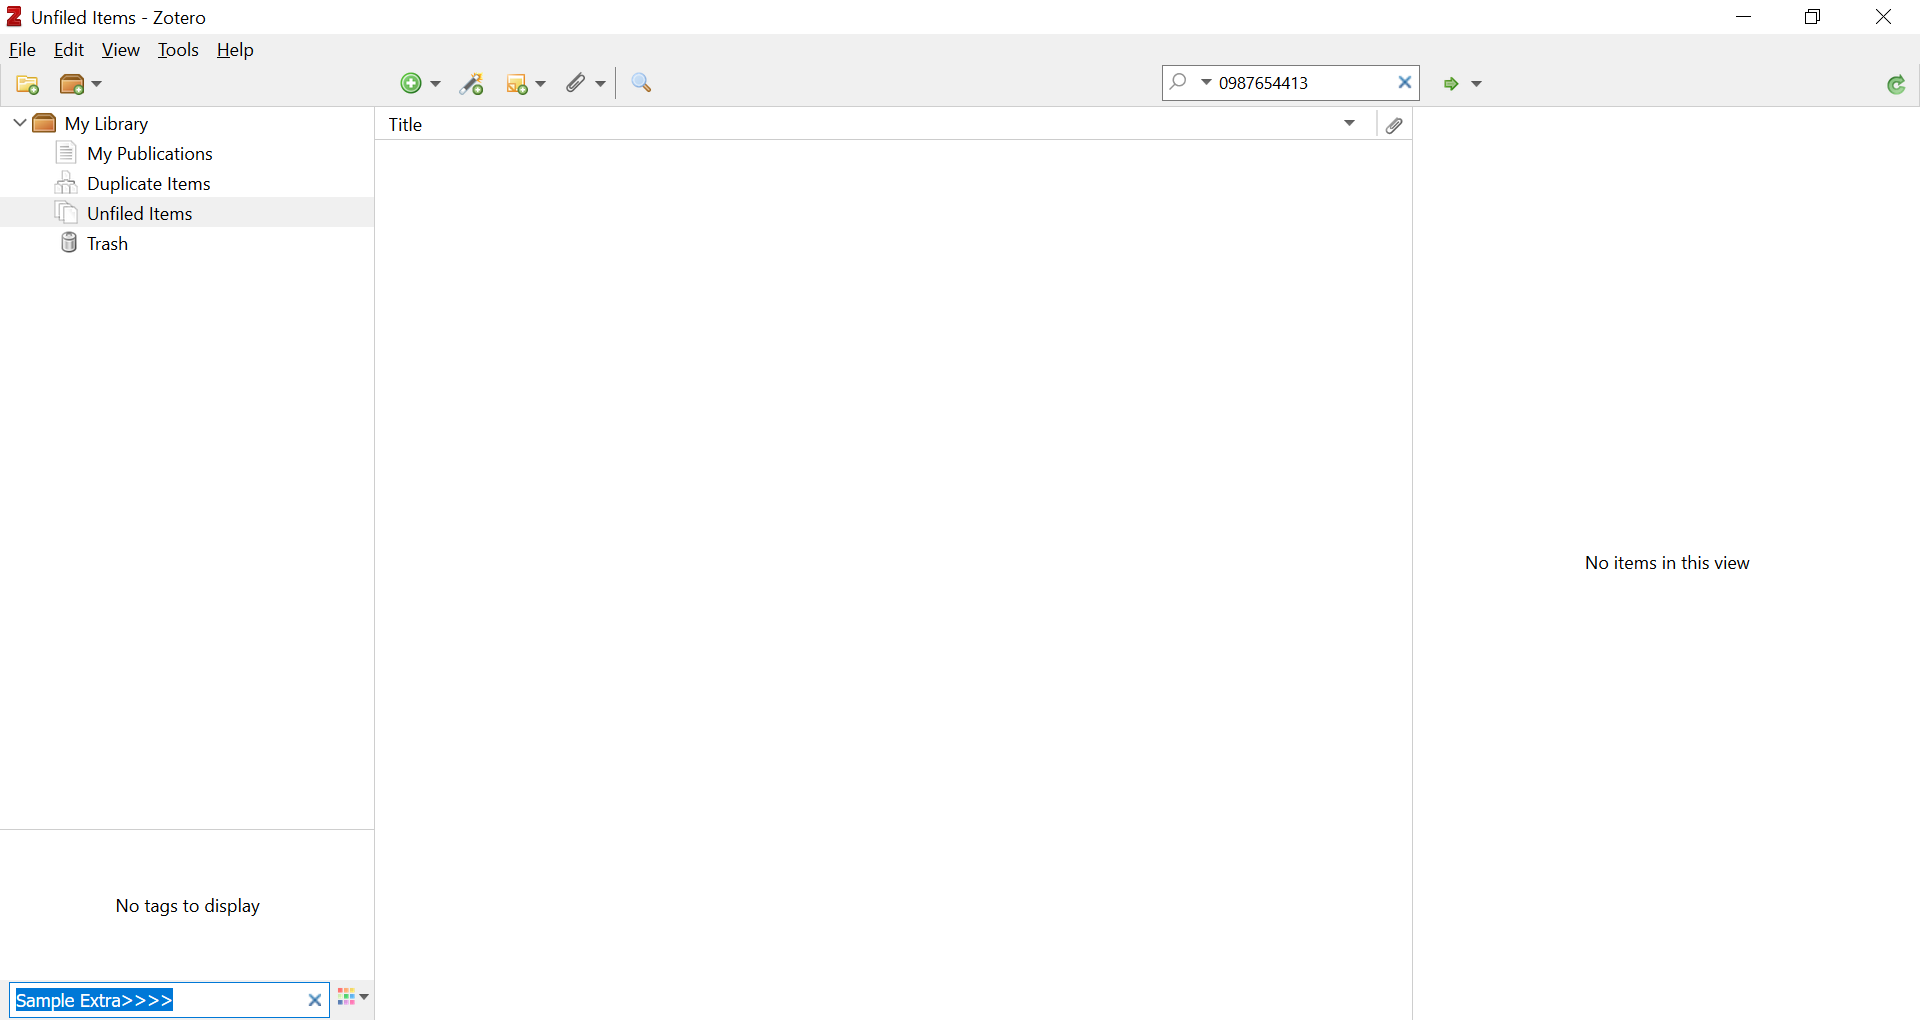 Unfiled Items - Zotero
File Edit View Tools Help
0987654413
My Library
My Publications
Duplicate Items
Unfiled Items
Trash
Title
No items in this view
No tags to display
Sample Extra>>>>